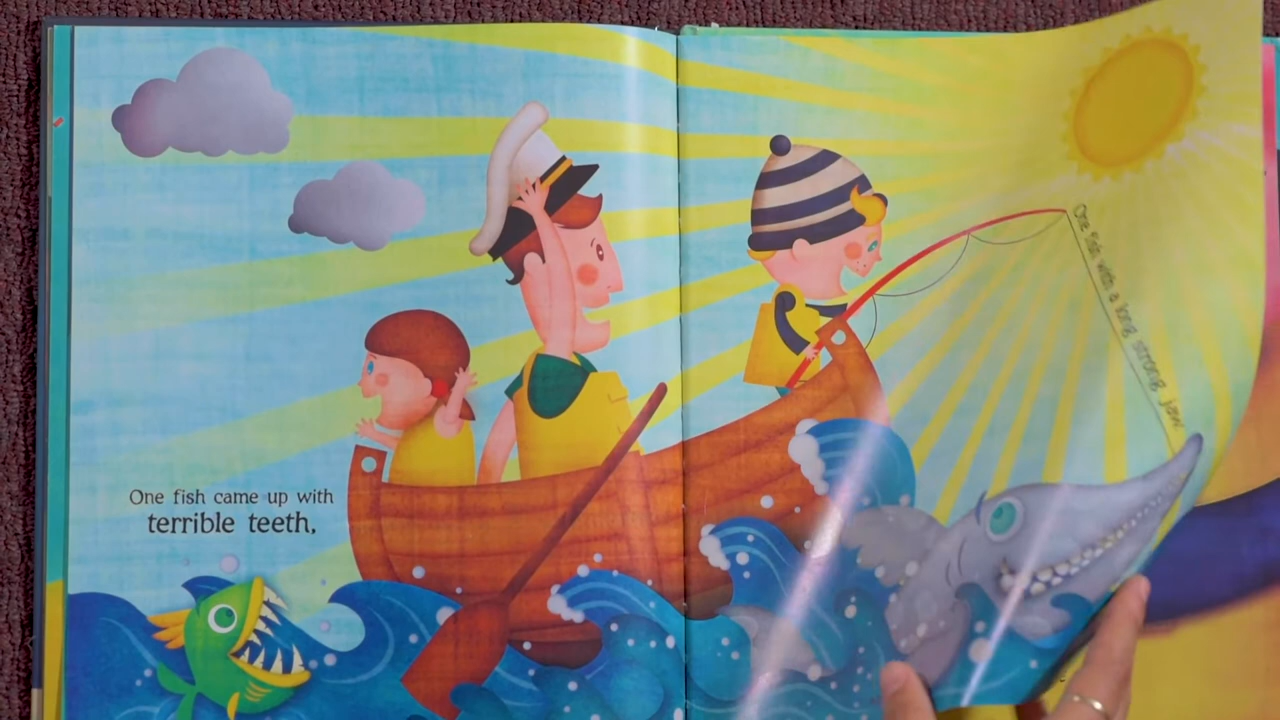 One fish came up with
terrible teeth,
One fish with a long strong jaw